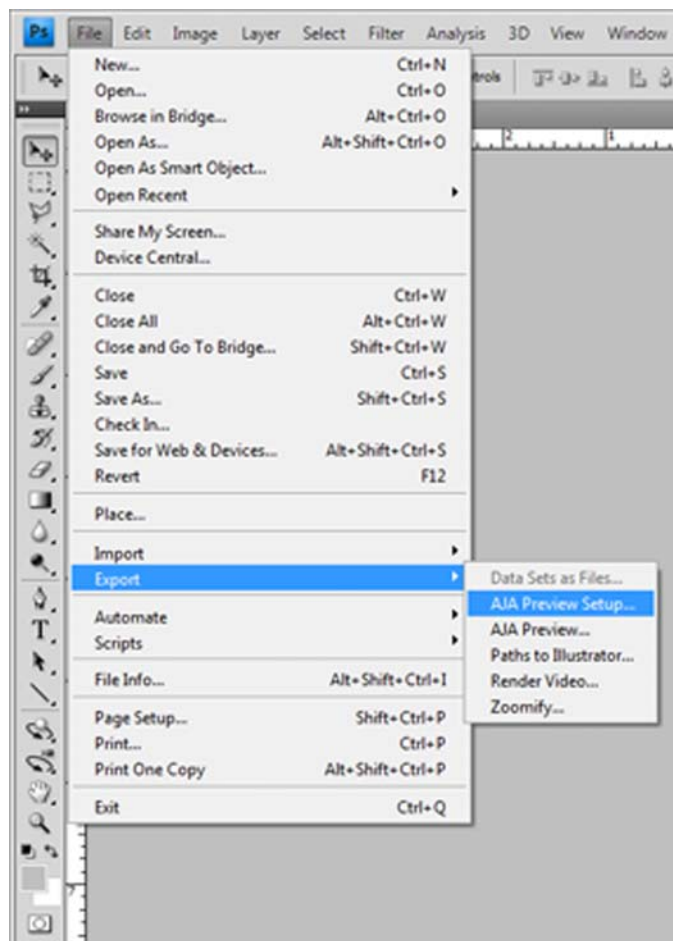 Ps File Edit Image Layer Select Filter Analysis 3D View Window
New... Ctrl+N
Open... Ctrl+O
Browse in Bridge... Alt+Ctrl+O
Open As... Alt+Shift+Ctrl+O
Open As Smart Object...
Open Recent
Share My Screen...
Device Central...
Close Ctrl+W
Close All Alt+Ctrl+W
Close and Go To Bridge... Shift+Ctrl+W
Save Ctrl+S
Save As... Shift+Ctrl+S
Check In...
Save for Web & Devices... Alt+Shift+Ctrl+S
Revert F12
Place...
Import
Export
Data Sets as Files...
AJA Preview Setup...
AJA Preview...
Paths to Illustrator...
Render Video...
Zoomify...
Automate
Scripts
File Info... Alt+Shift+Ctrl+I
Page Setup... Shift+Ctrl+P
Print... Ctrl+P
Print One Copy Alt+Shift+Ctrl+P
Exit Ctrl+Q
2 1
T
7